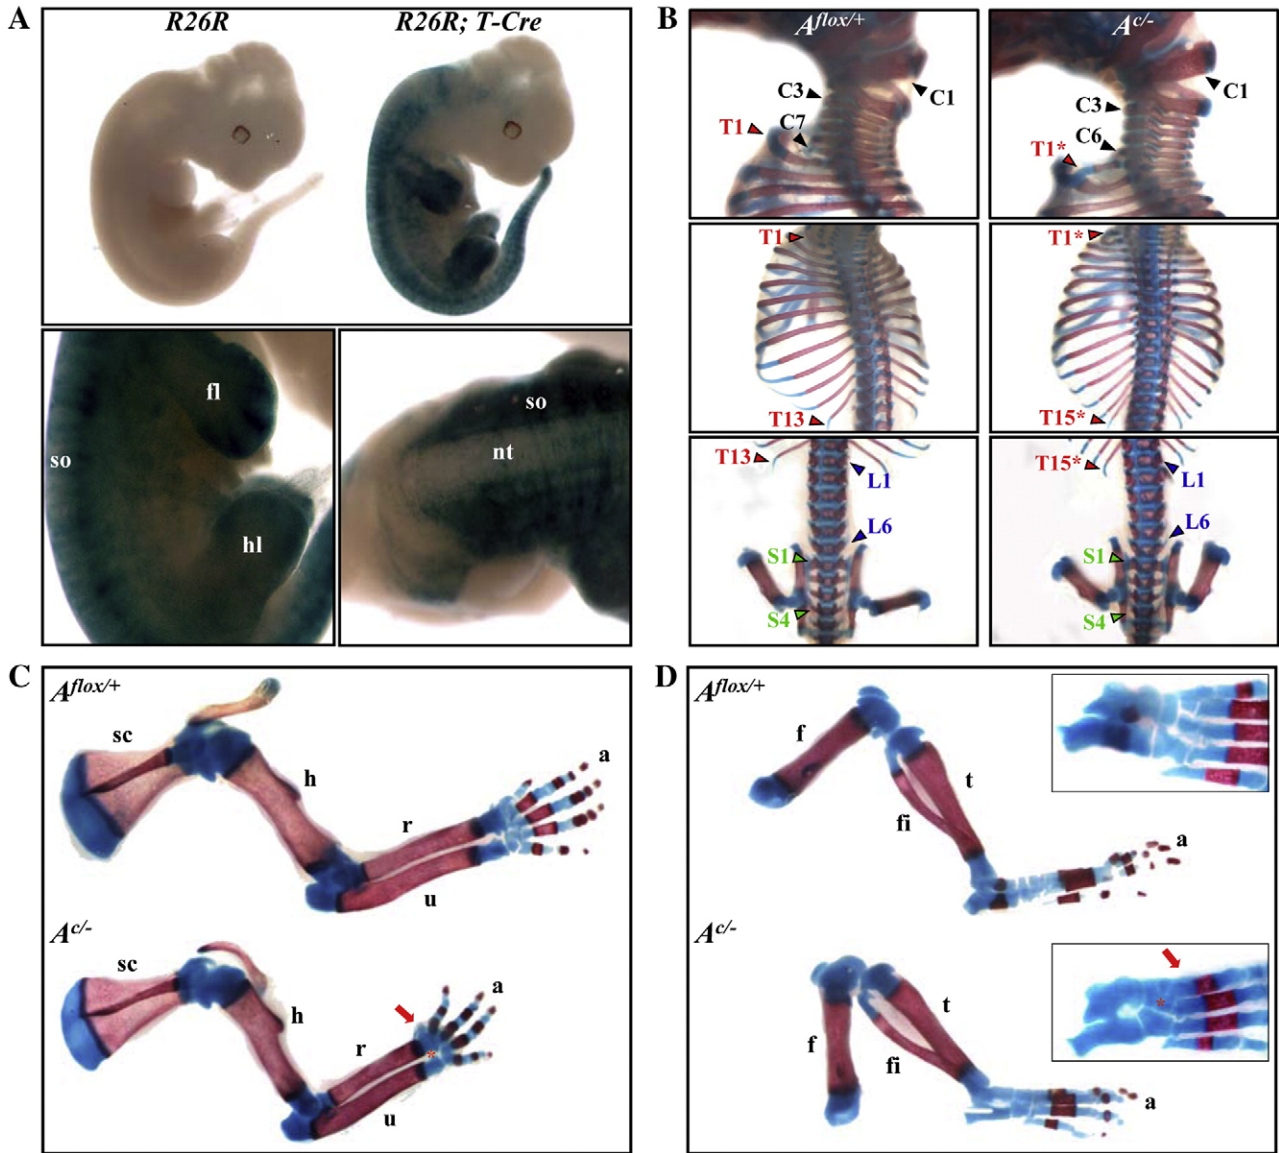 A
R26R
R26R; T-Cre
fl
so
hl
so
nt
B
A^flox/+
C3
C1
T1
C7
A^c/-
C3
C1
C6
T1*
T1
T13
T1*
T15*
T13
L1
L6
S1
S4
T15*
L1
L6
S1
S4
C
A^flox/+
sc
h
a
r
u
A^c/-
sc
h
a
r
*
u
D
A^flox/+
f
t
fi
a
A^c/-
*
f
t
fi
a